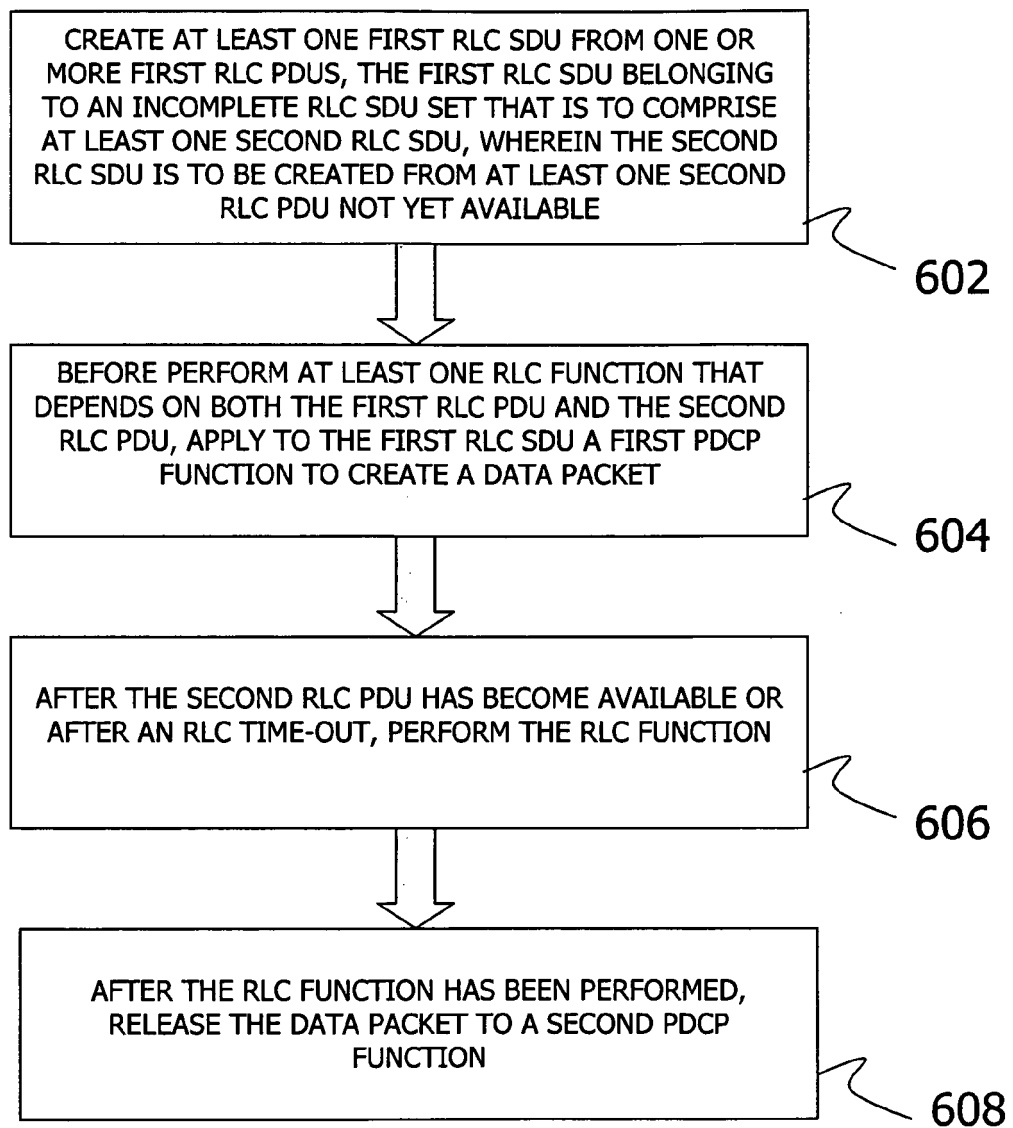 CREATE AT LEAST ONE FIRST RLC SDU FROM ONE OR
MORE FIRST RLC PDUS, THE FIRST RLC SDU BELONGING
TO AN INCOMPLETE RLC SDU SET THAT IS TO COMPRISE
AT LEAST ONE SECOND RLC SDU, WHEREIN THE SECOND
RLC SDU IS TO BE CREATED FROM AT LEAST ONE SECOND
RLC PDU NOT YET AVAILABLE
602
BEFORE PERFORM AT LEAST ONE RLC FUNCTION THAT
DEPENDS ON BOTH THE FIRST RLC PDU AND THE SECOND
RLC PDU, APPLY TO THE FIRST RLC SDU A FIRST PDCP
FUNCTION TO CREATE A DATA PACKET
604
AFTER THE SECOND RLC PDU HAS BECOME AVAILABLE OR
AFTER AN RLC TIME-OUT, PERFORM THE RLC FUNCTION
606
AFTER THE RLC FUNCTION HAS BEEN PERFORMED,
RELEASE THE DATA PACKET TO A SECOND PDCP
FUNCTION
608